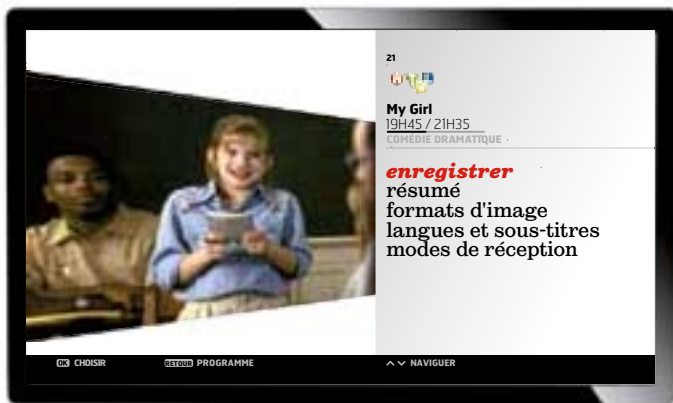 21
My Girl
19H45 / 21H35
COMÉDIE DRAMATIQUE
enregistrer
résumé
formats d'image
langues et sous-titres
modes de réception
OK CHOISIR
RETOUR PROGRAMME
NAVIGUER